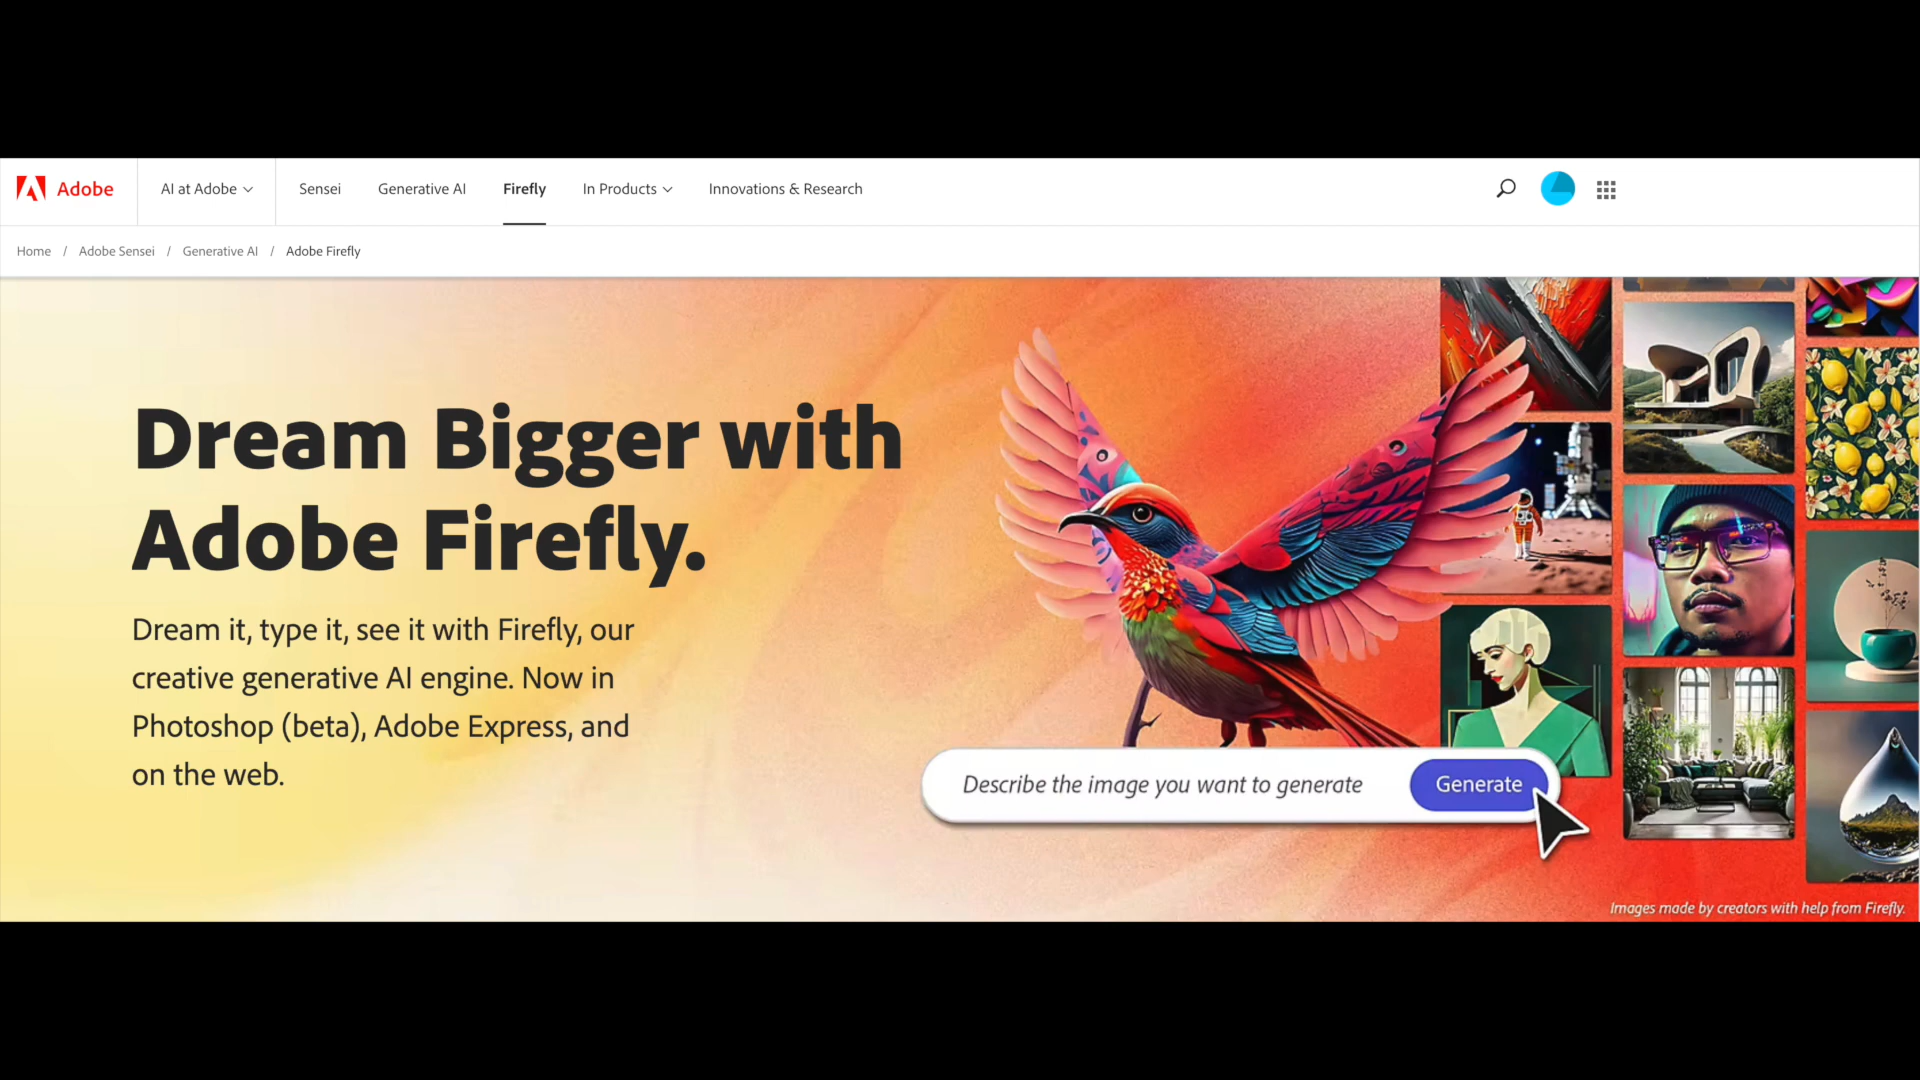 Adobe
AI at Adobe
Sensei
Generative AI
Firefly
In Products
Innovations & Research
Home / Adobe Sensei / Generative AI / Adobe Firefly
Dream Bigger with
Adobe Firefly.
Dream it, type it, see it with Firefly, our
creative generative AI engine. Now in
Photoshop (beta), Adobe Express, and
on the web.
Describe the image you want to generate
Generate
Images made by creators with help from Firefly.